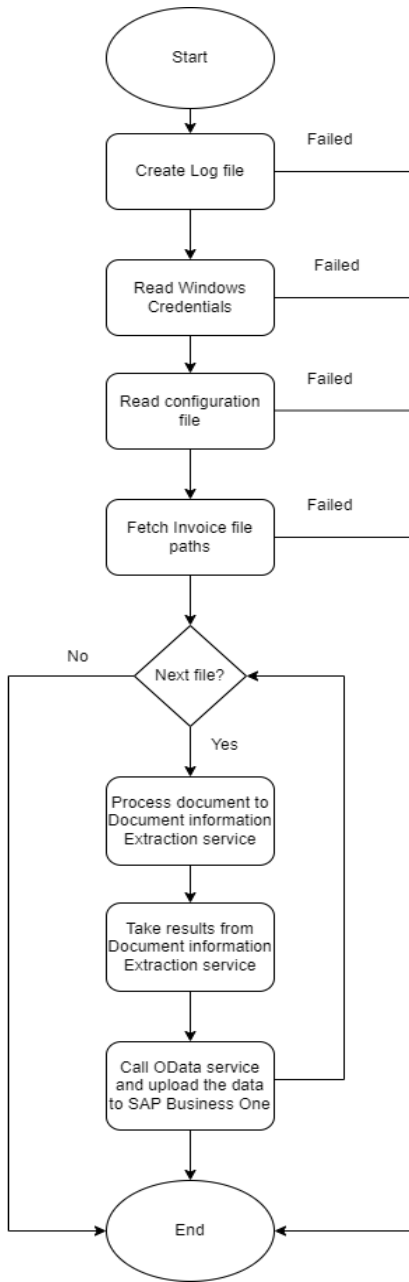 Start
Failed
Create Log file
Failed
Read Windows
Credentials
Failed
Read configuration
file
Failed
Fetch Invoice file
paths
No
Next file?
Yes
Process document to
Document information
Extraction service
Take results from
Document information
Extraction service
Call OData service
and upload the data
to SAP Business One
End